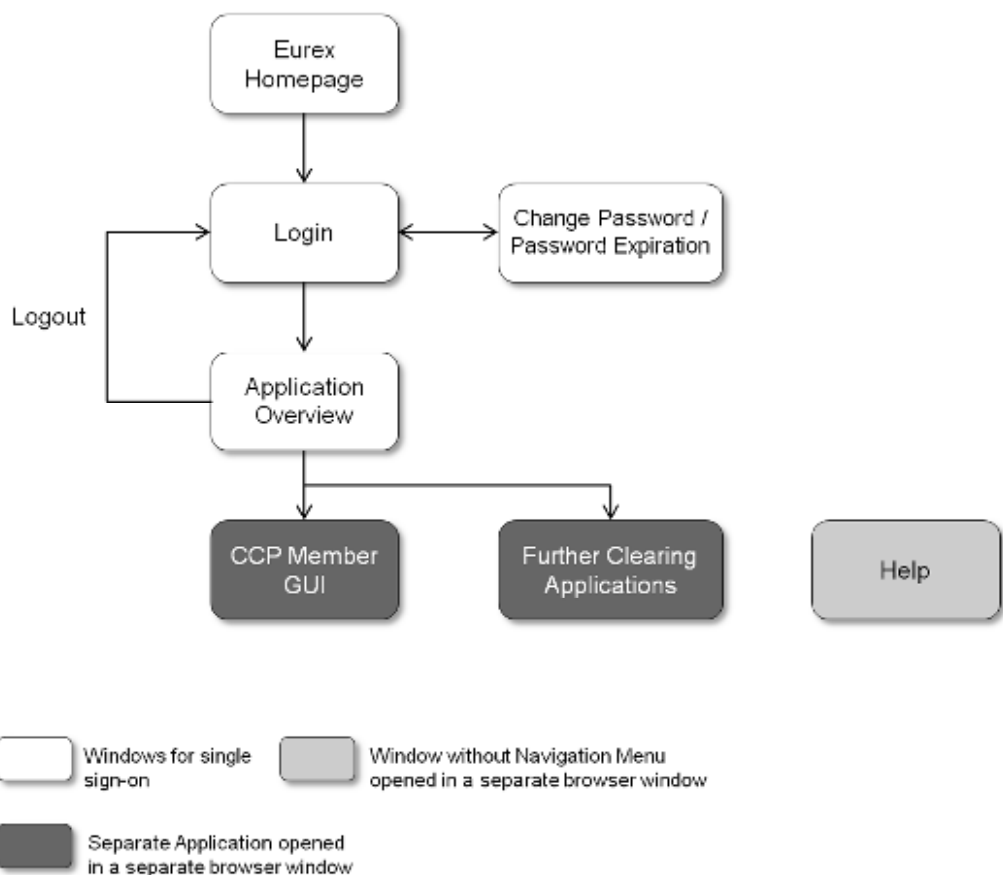 Eurex
Homepage
Login
Change Password /
Password Expiration
Logout
Application
Overview
CCP Member
GUI
Further Clearing
Applications
Help
Windows for single
sign-on
Window without Navigation Menu
opened in a separate browser window
Separate Application opened
in a separate browser window